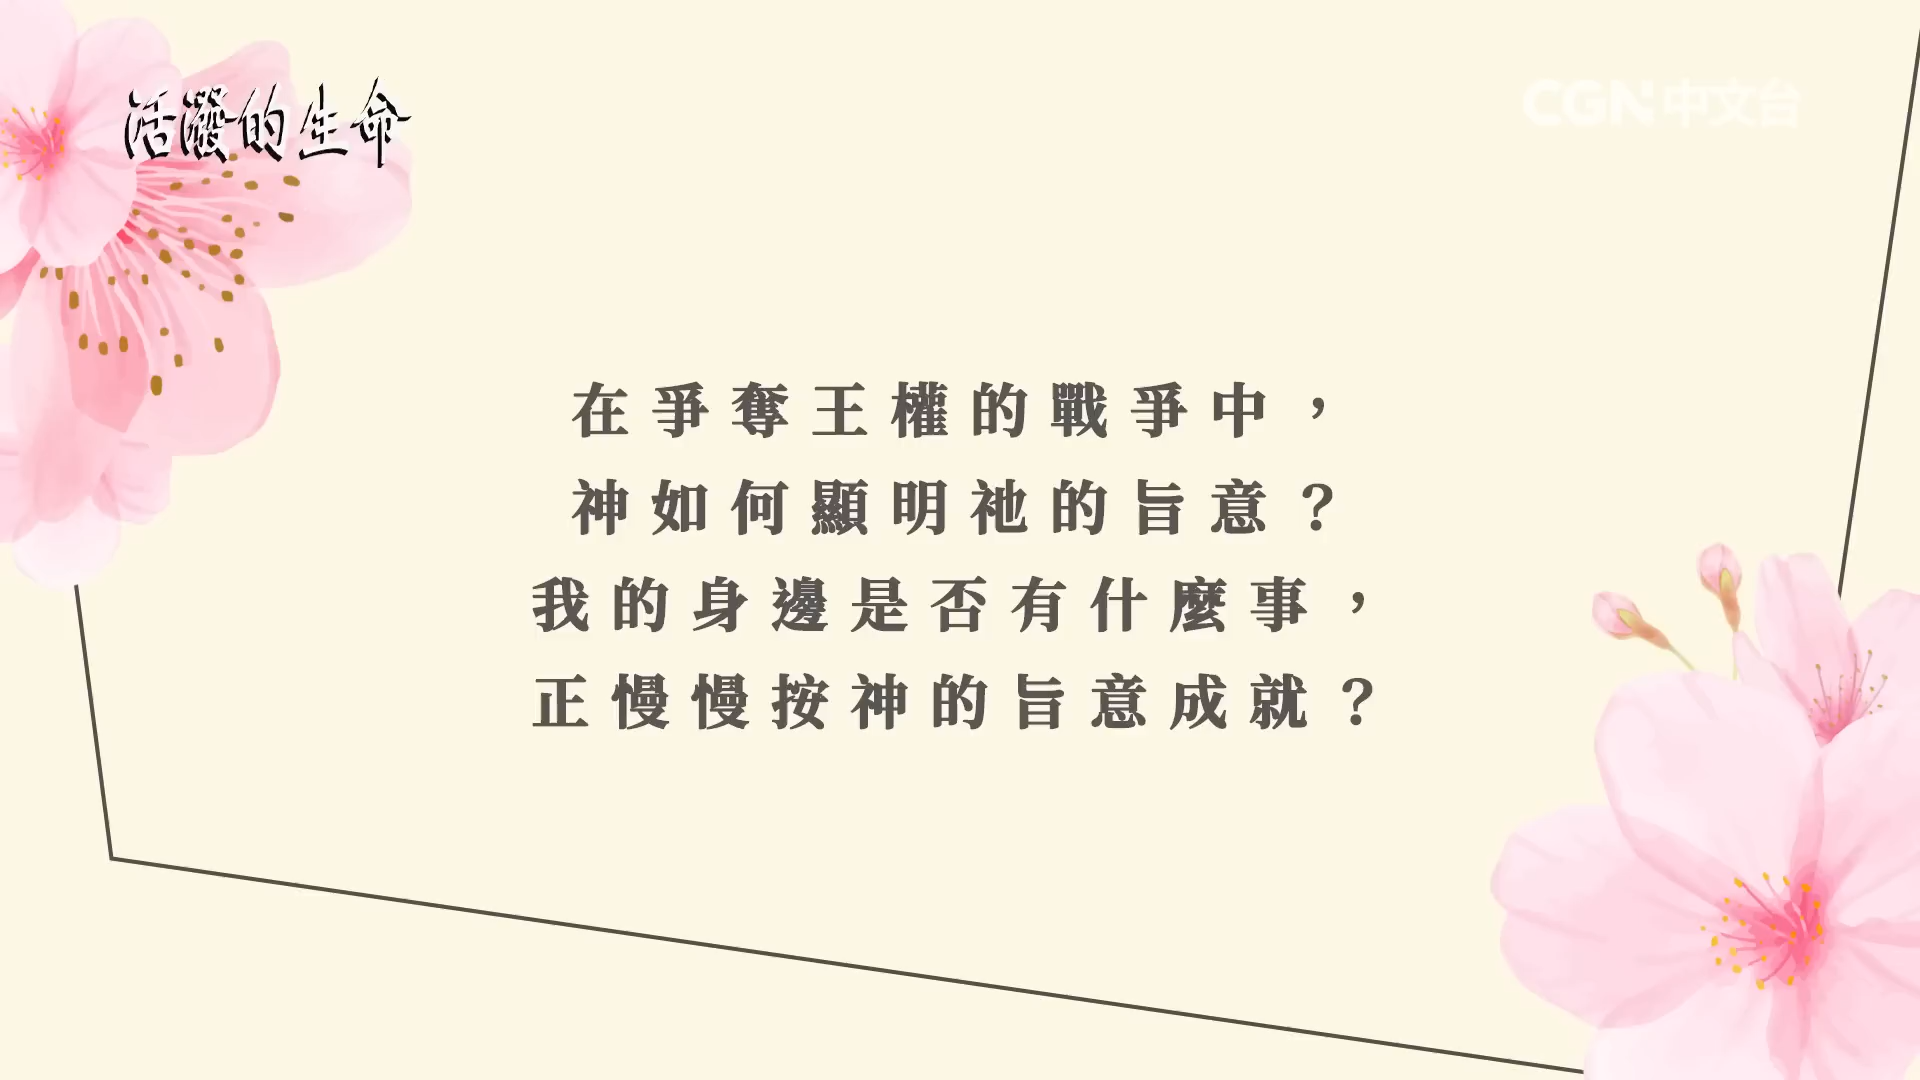 活潑的生命
CGN中文台
在爭奪王權的戰爭中，
神如何顯明祂的旨意？
我的身邊是否有什麼事，
正慢慢按神的旨意成就？